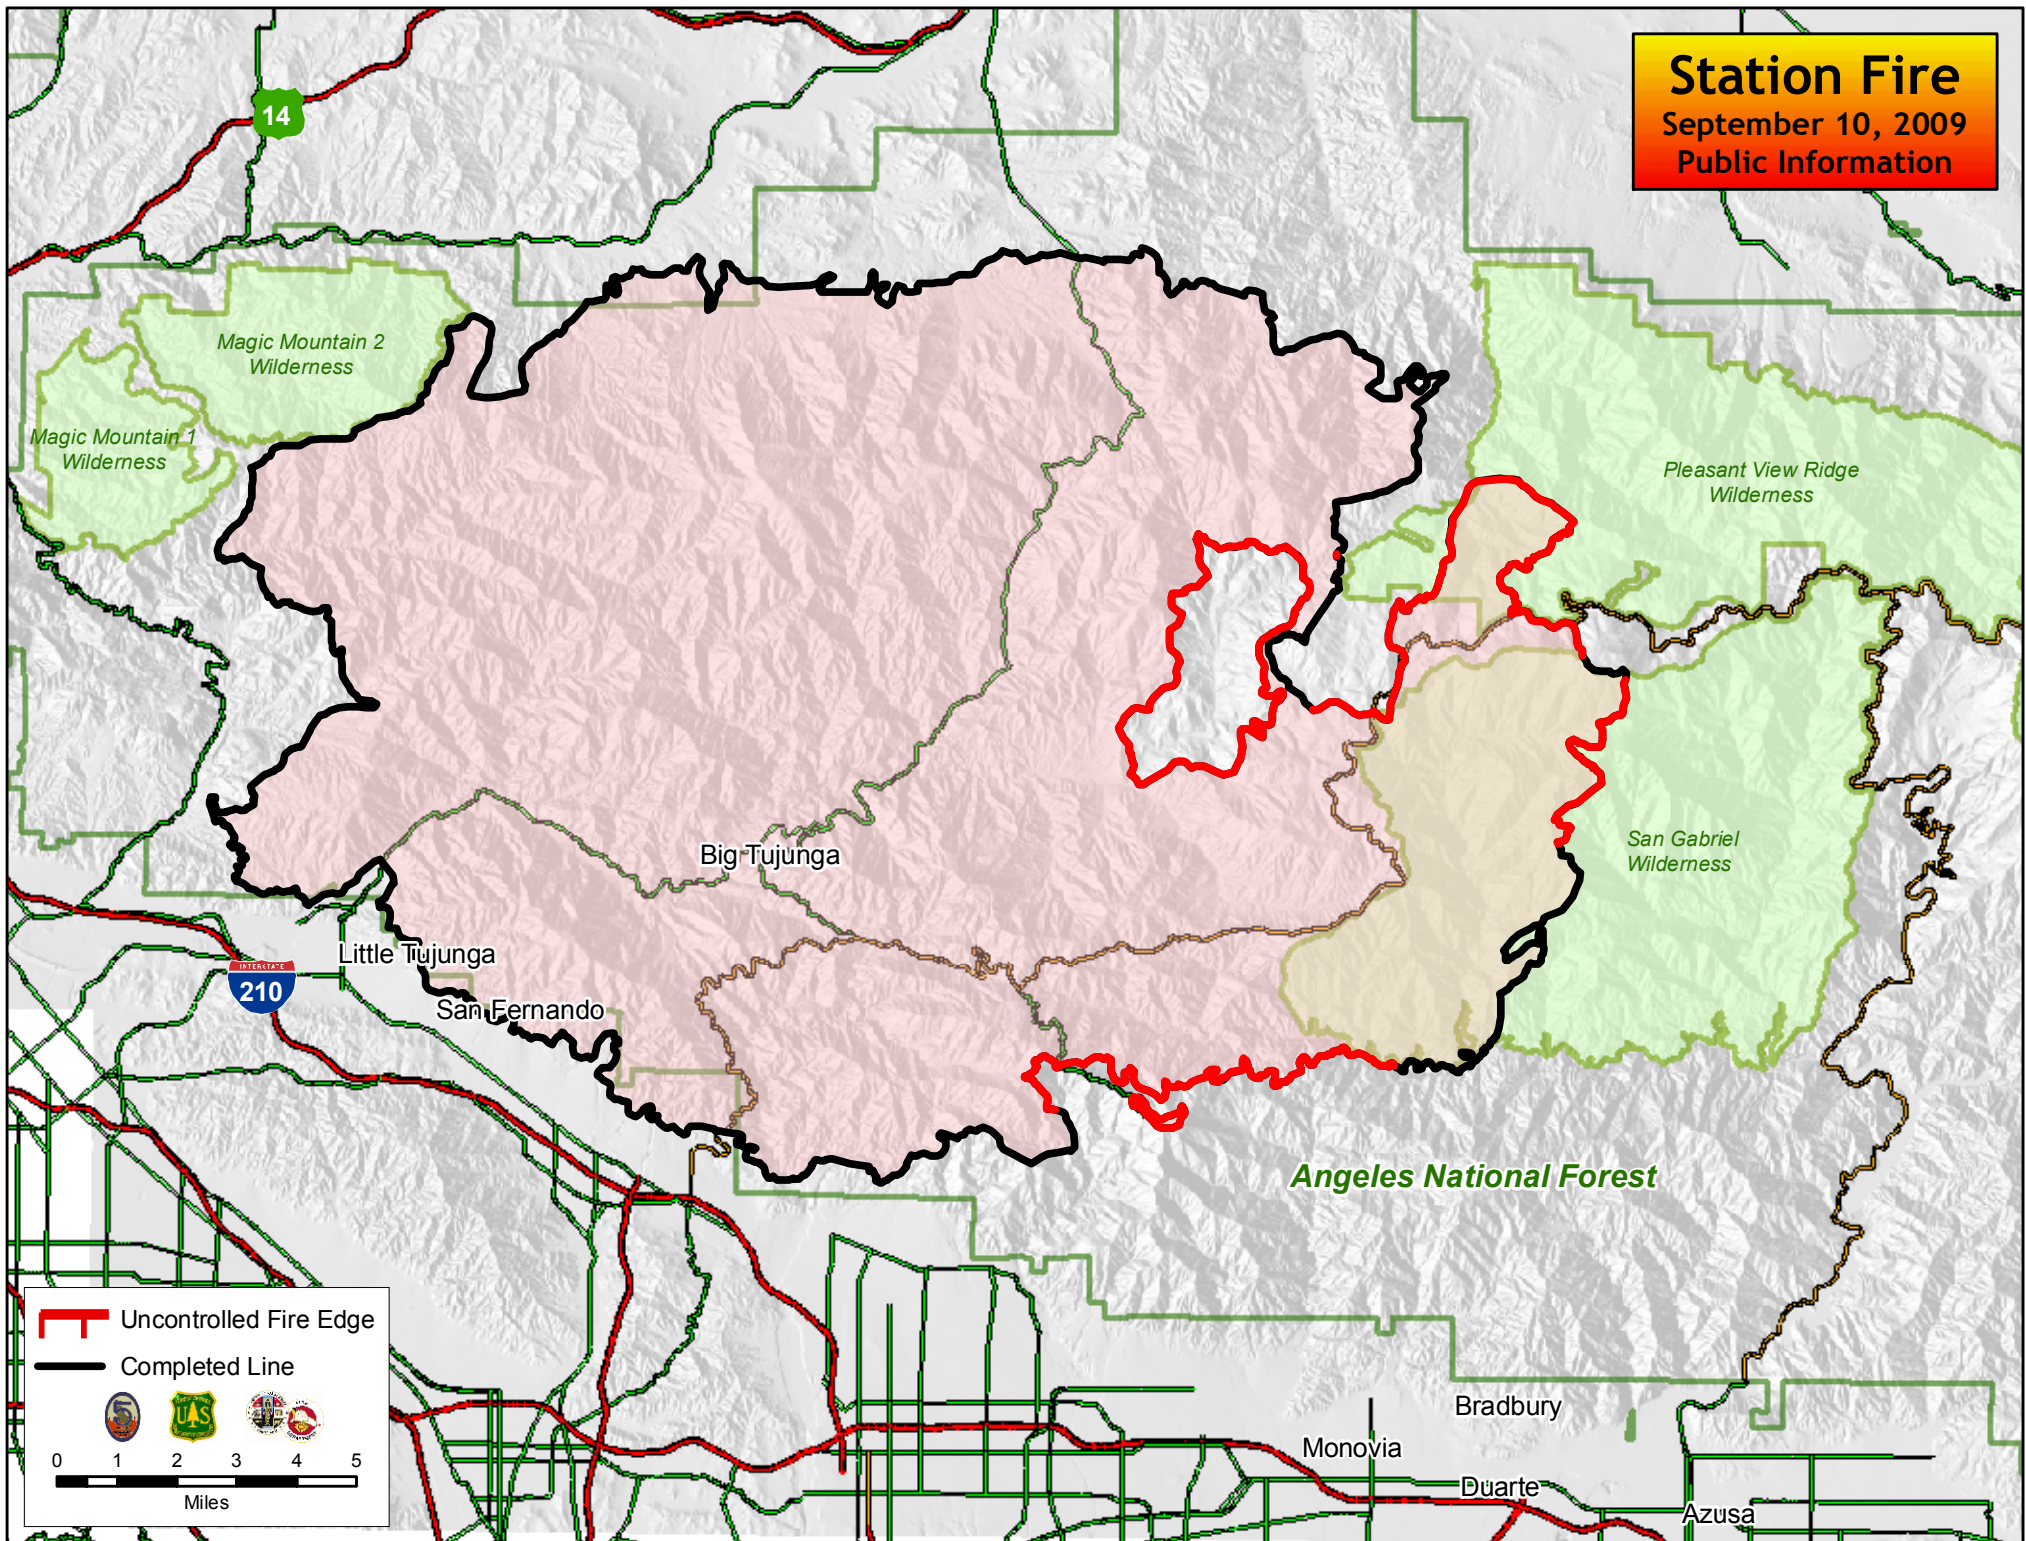 Station Fire
September 10, 2009
Public Information
14
Magic Mountain 2
Wilderness
Magic Mountain 1
Wilderness
Pleasant View Ridge
Wilderness
San Gabriel
Wilderness
Big Tujunga
Little Tujunga
INTERSTATE
210
San Fernando
Angeles National Forest
Uncontrolled Fire Edge
Completed Line
5
U S
0 1 2 3 4 5
Miles
Bradbury
Monovia
Duarte
Azusa